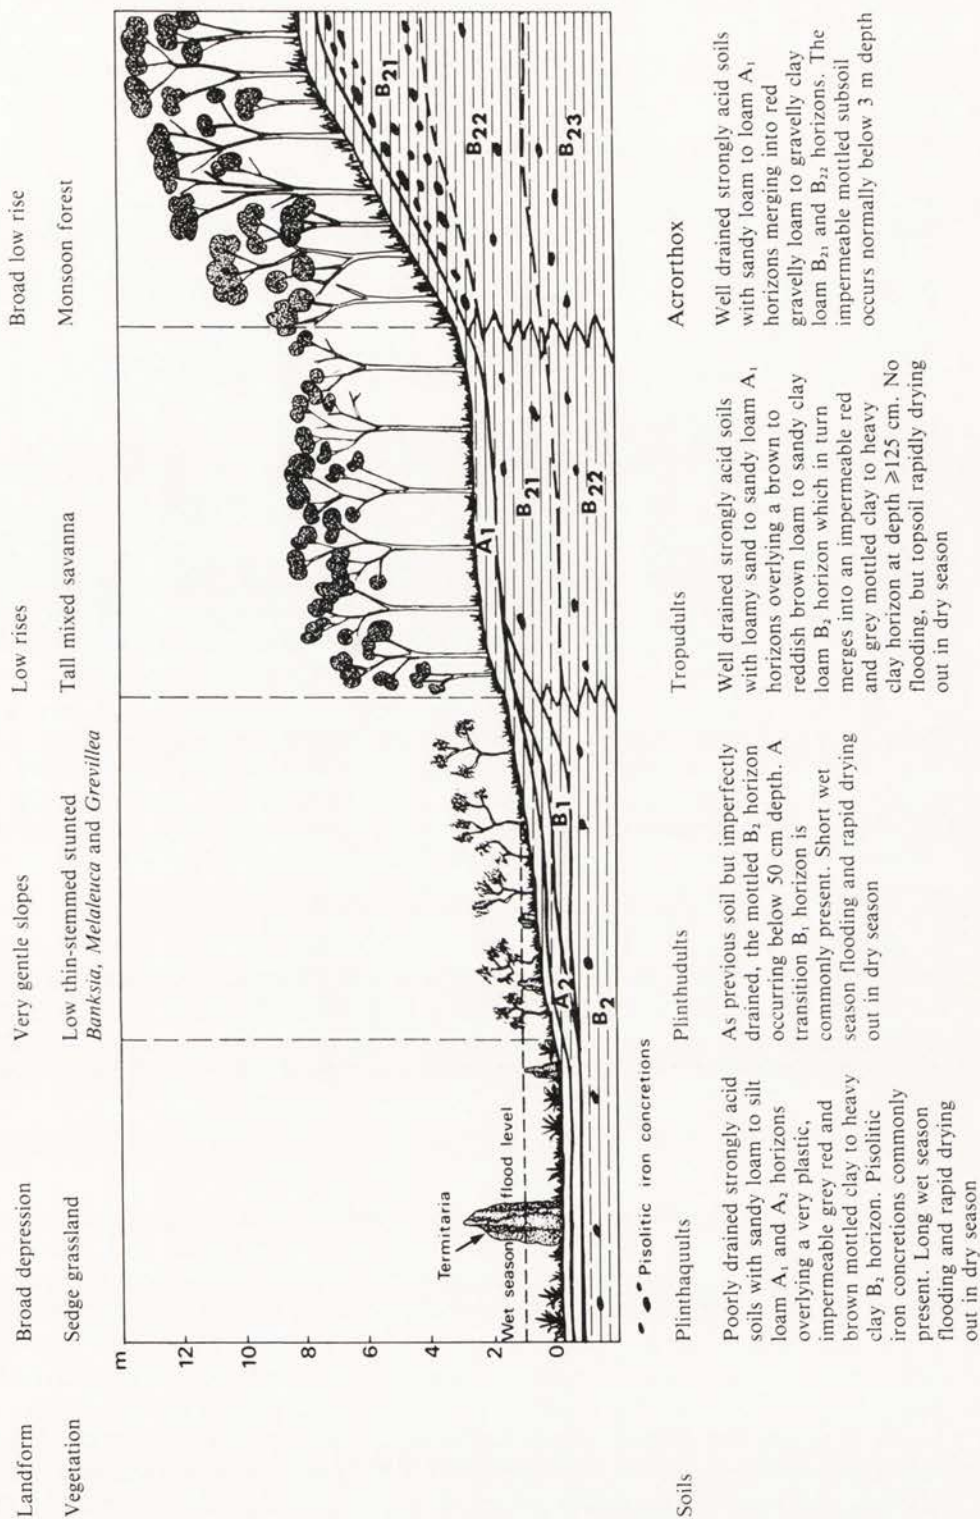 Landform
Broad depression
Very gentle slopes
Low rises
Broad low rise
Vegetation
Sedge grassland
Low thin-stemmed stunted
Banksia, Melaleuca and Grevillea
Tall mixed savanna
Monsoon forest
m
12
10
8
6
4
2
0
Termitaria
Wet season flood level
A₂
B₂
B₁
A₁
B₂₁
B₂₂
B₂₁
B₂₂
B₂₃
Pisolitic iron concretions
Soils
Plinthaquults
Poorly drained strongly acid
soils with sandy loam to silt
loam A₁ and A₂ horizons
overlying a very plastic,
impermeable grey red and
brown mottled clay to heavy
clay B₂ horizon. Pisolitic
iron concretions commonly
present. Long wet season
flooding and rapid drying
out in dry season
Plinthudults
As previous soil but imperfectly
drained, the mottled B₂ horizon
occurring below 50 cm depth. A
transition B₁ horizon is
commonly present. Short wet
season flooding and rapid drying
out in dry season
Tropudults
Well drained strongly acid soils
with loamy sand to sandy loam A₁
horizons overlying a brown to
reddish brown loam to sandy clay
loam B₂ horizon which in turn
merges into an impermeable red
and grey mottled clay to heavy
clay horizon at depth ⩾125 cm. No
flooding, but topsoil rapidly drying
out in dry season
Acrorthox
Well drained strongly acid soils
with sandy loam to loam A₁
horizons merging into red
gravelly loam to gravelly clay
loam B₂₁, and B₂₂ horizons. The
impermeable mottled subsoil
occurs normally below 3 m depth